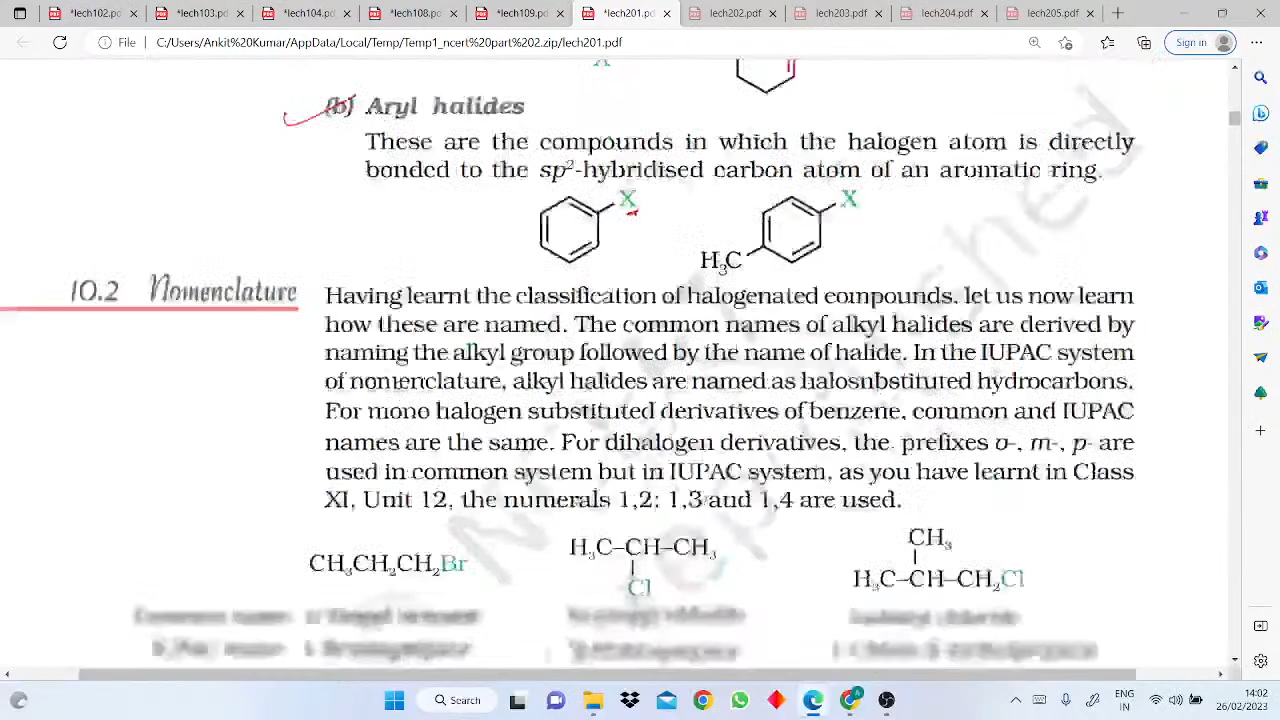 *lech102.pdf *lech103.pdf *lech104.pdf *lech108.pdf *lech109.pdf *lech201.pdf lech202.pdf lech203.pdf lech204.pdf lech205.pdf
File C:/Users/Ankit%20Kumar/AppData/Local/Temp/Temp1_ncert%20part%202.zip/lech201.pdf Sign in
X
(b) Aryl halides
These are the compounds in which the halogen atom is directly
bonded to the sp²-hybridised carbon atom of an aromatic ring.
X X
H₃C
10.2 Nomenclature
Having learnt the classification of halogenated compounds, let us now learn
how these are named. The common names of alkyl halides are derived by
naming the alkyl group followed by the name of halide. In the IUPAC system
of nomenclature, alkyl halides are named as halosubstituted hydrocarbons.
For mono halogen substituted derivatives of benzene, common and IUPAC
names are the same. For dihalogen derivatives, the prefixes o-, m-, p- are
used in common system but in IUPAC system, as you have learnt in Class
XI, Unit 12, the numerals 1,2; 1,3 and 1,4 are used.
CH₃
CH₃CH₂CH₂Br H₃C–CH–CH₃ H₃C–CH–CH₂Cl
Cl
Search
ENG
IN
14:02
26/02/2023